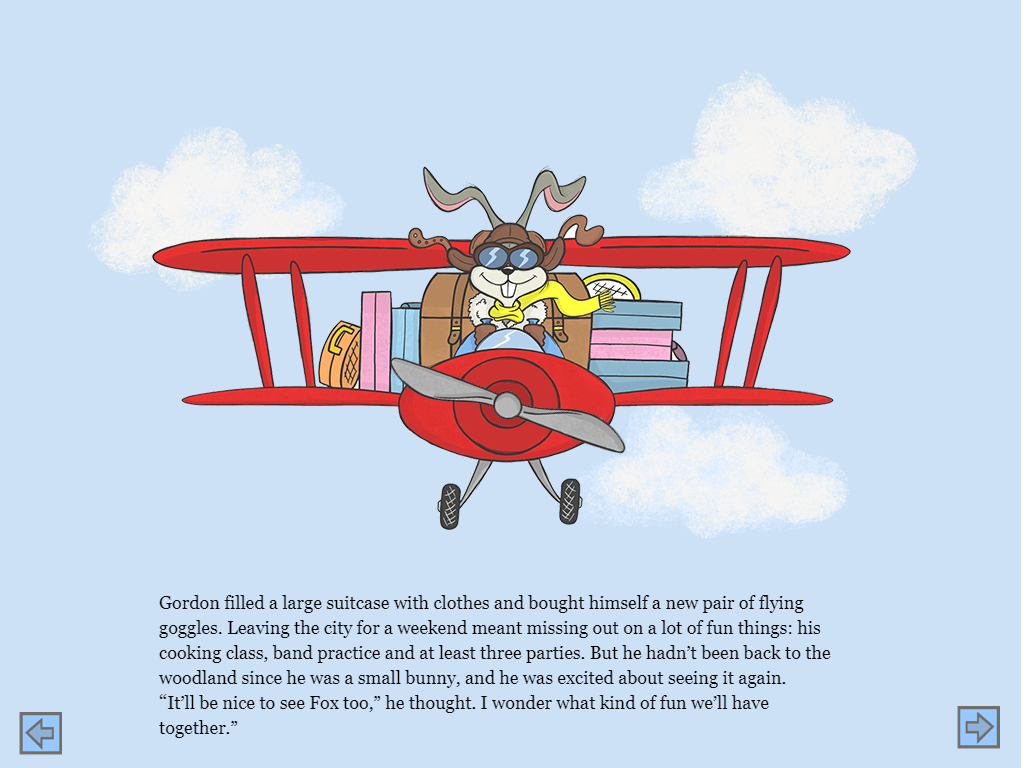 Gordon filled a large suitcase with clothes and bought himself a new pair of flying
goggles. Leaving the city for a weekend meant missing out on a lot of fun things: his
cooking class, band practice and at least three parties. But he hadn’t been back to the
woodland since he was a small bunny, and he was excited about seeing it again.
“It’ll be nice to see Fox too,” he thought. I wonder what kind of fun we’ll have
together.”